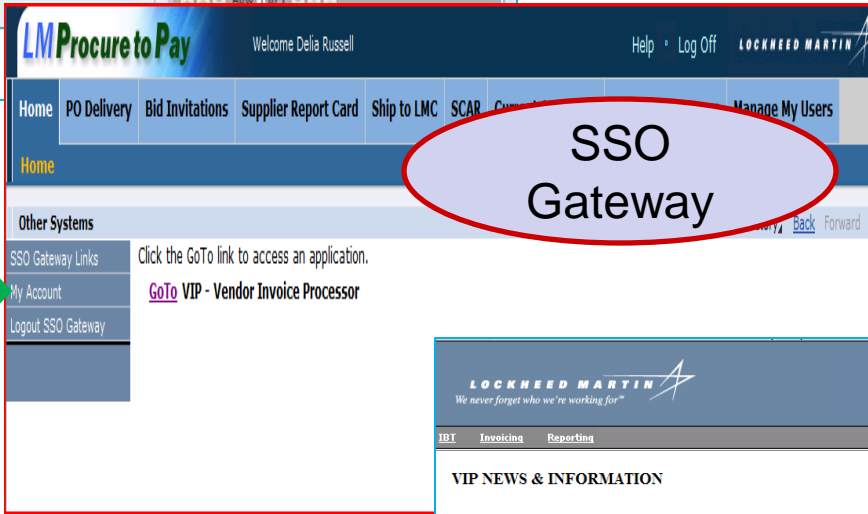 LM Procure to Pay
Welcome Delia Russell
Help
Log Off
LOCKHEED MARTIN
Home
PO Delivery
Bid Invitations
Supplier Report Card
Ship to LMC
SCAR
Manage My Users
Home
SSO
Gateway
Other Systems
Back
Forward
SSO Gateway Links
My Account
Logout SSO Gateway
Click the GoTo link to access an application.
GoTo VIP - Vendor Invoice Processor
LOCKHEED MARTIN
We never forget who we're working for™
IBT
Invoicing
Reporting
VIP NEWS & INFORMATION